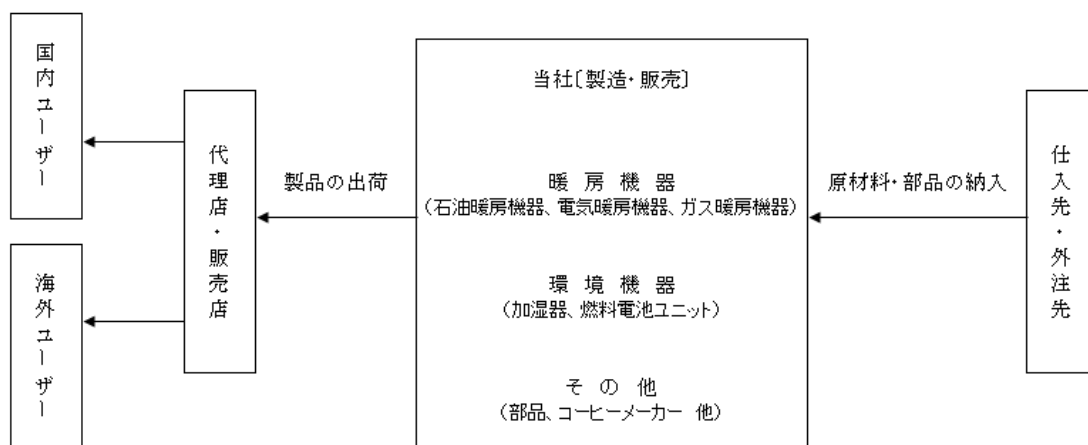 国内ユーザー
海外ユーザー
代理店・販売店
製品の出荷
当社〔製造・販売〕
暖房機器
(石油暖房機器、電気暖房機器、ガス暖房機器)
環境機器
(加湿器、燃料電池ユニット)
その他
(部品、コーヒーメーカー 他)
原材料・部品の納入
仕入先・外注先